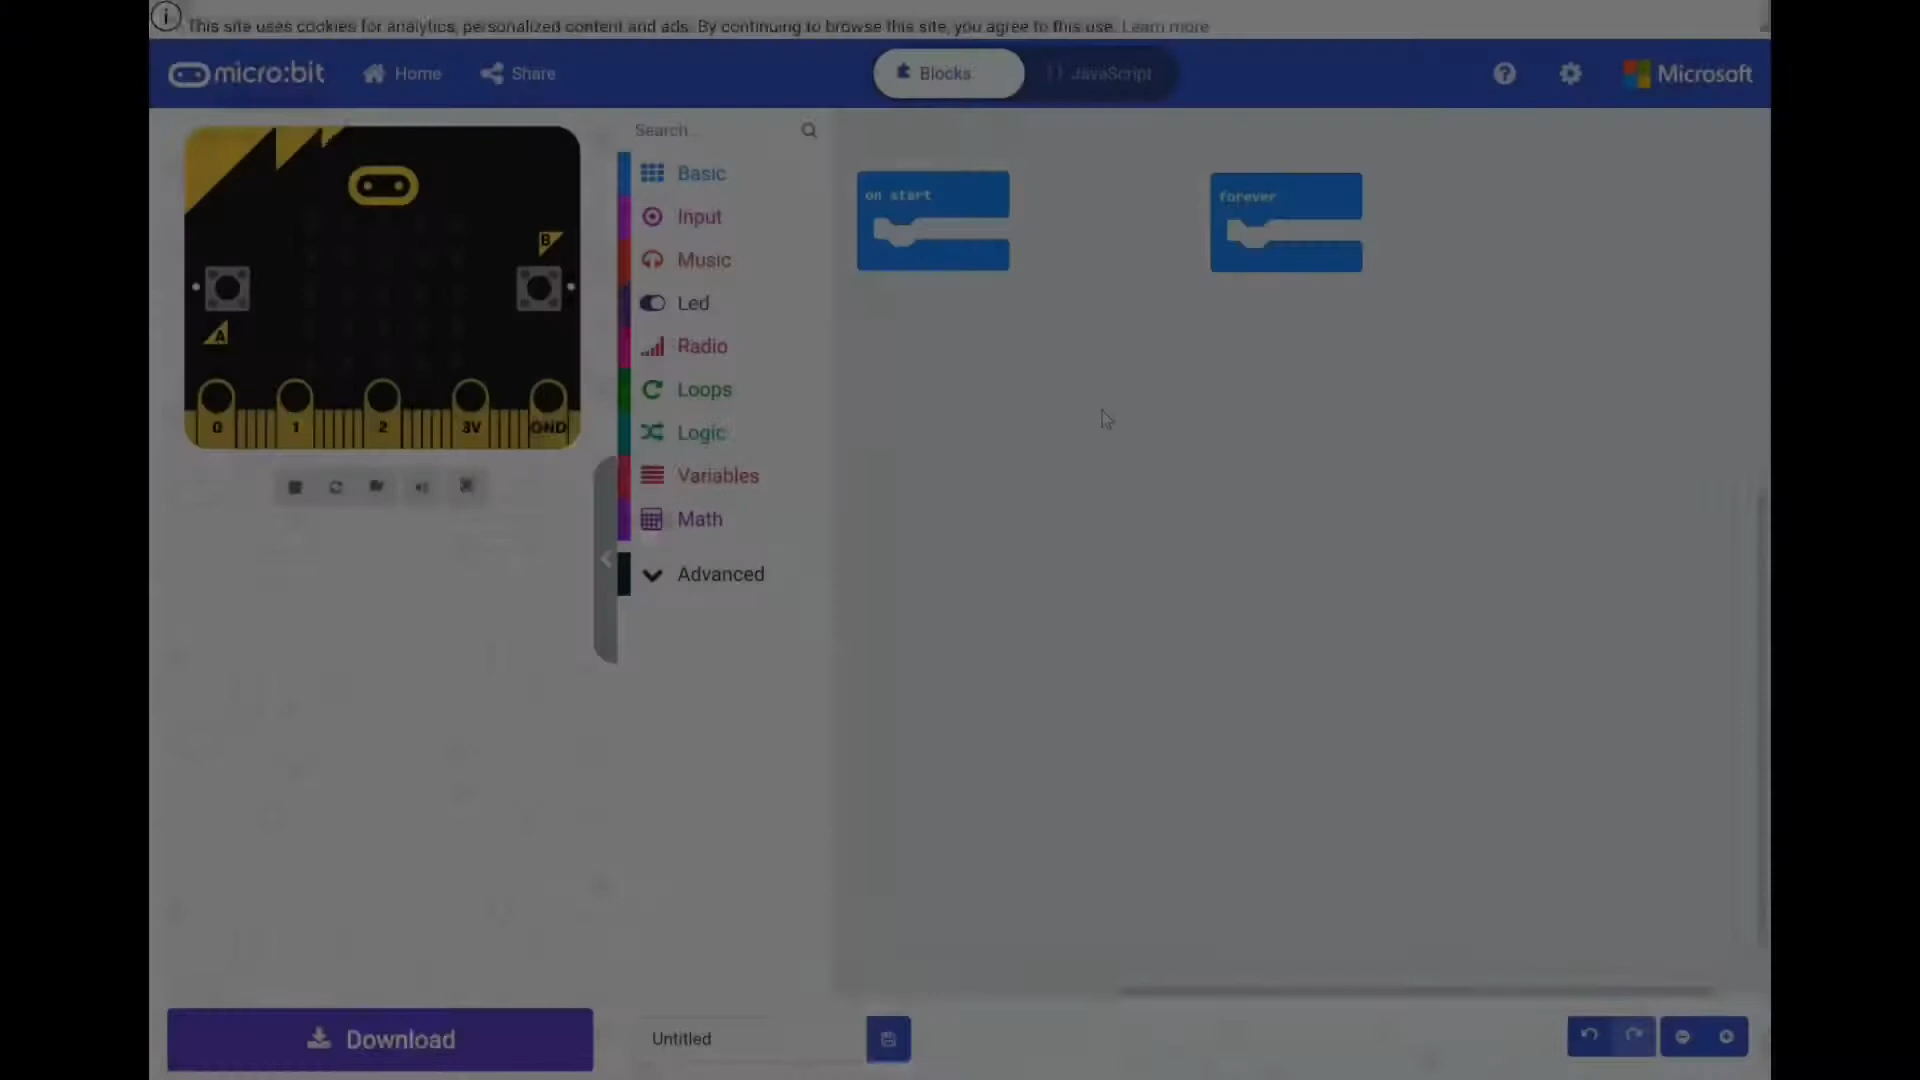 This site uses cookies for analytics, personalized content and ads. By continuing to browse this site, you agree to this use. Learn more
micro:bit Home Share Blocks { } JavaScript Microsoft
Search...
Basic
on start
forever
Input
Music
B
Led
A
Radio
Loops
0 1 2 3V GND
Logic
Variables
Math
Advanced
Download
Untitled